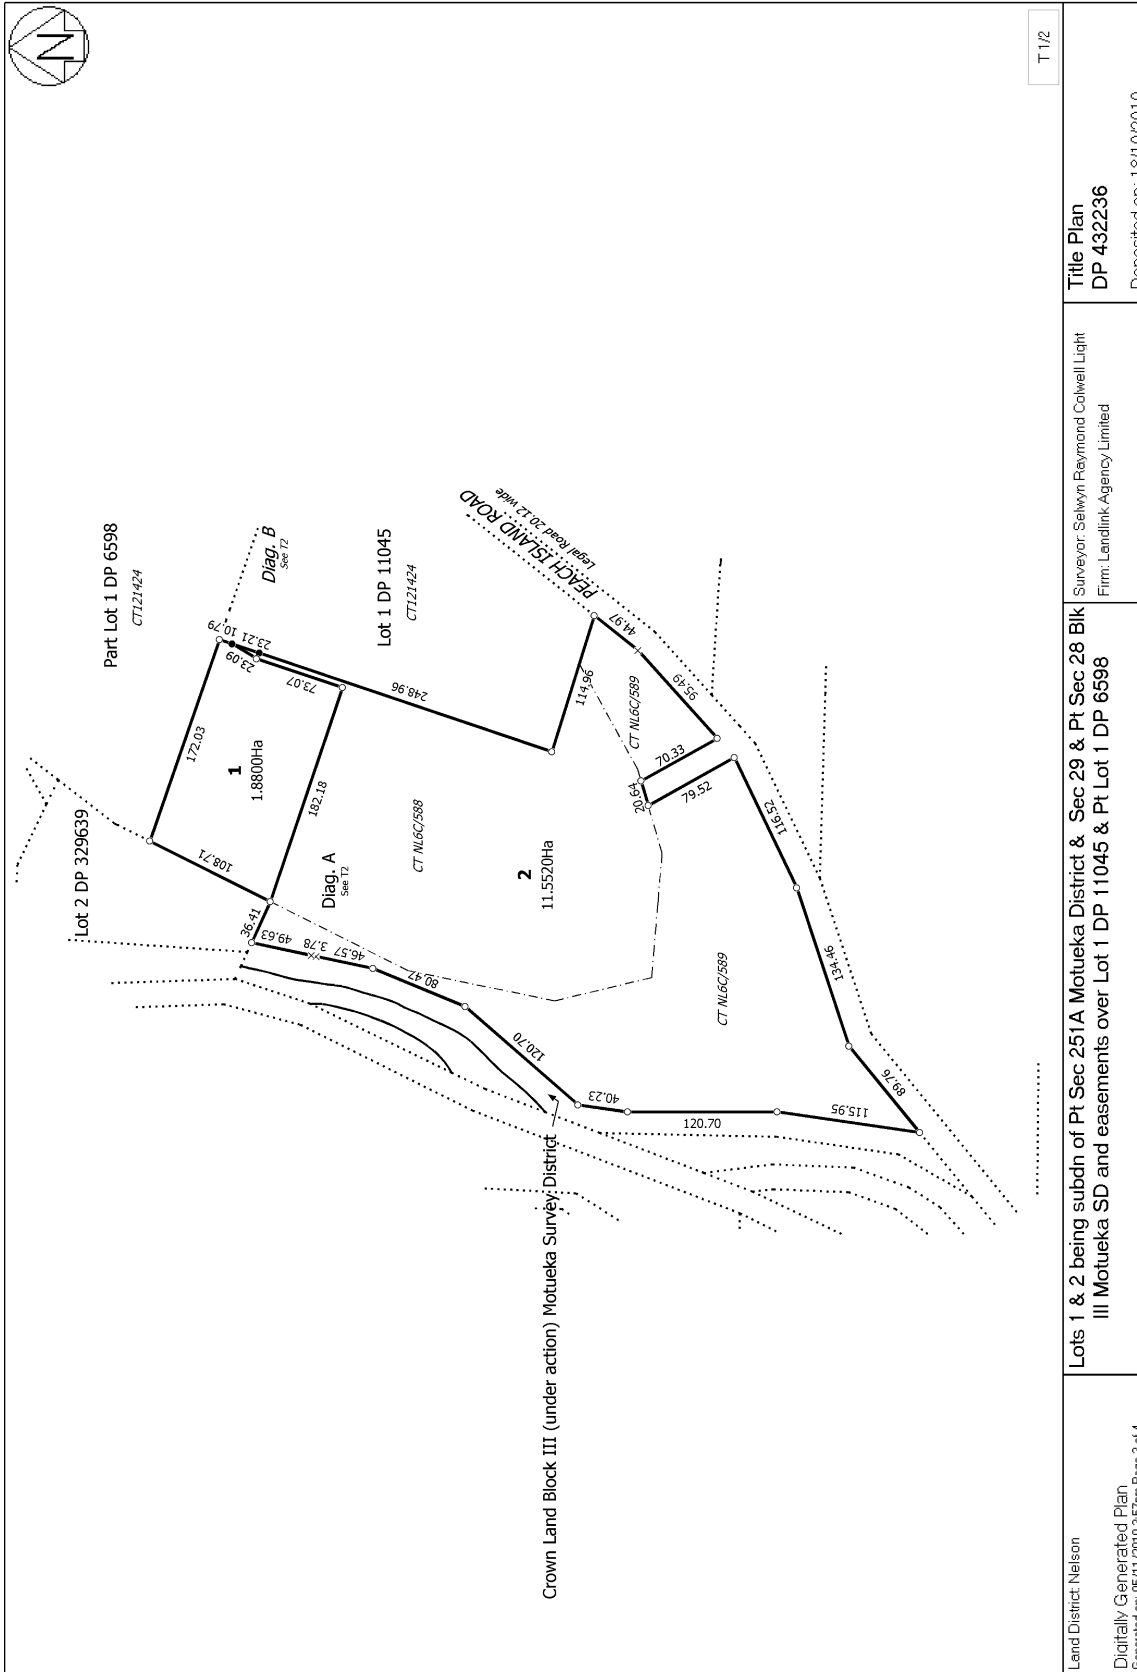 N
T 1/2
Part Lot 1 DP 6598
CT121424
Lot 2 DP 329639
Diag. B
See T2
Lot 1 DP 11045
CT121424
1
1.8800Ha
172.03
10.79
23.21
23.09
73.07
108.71
182.18
248.96
36.41
49.63
3.78
46.57
80.47
120.70
40.23
120.70
115.95
89.76
134.46
116.52
79.52
20.64
70.33
95.49
44.97
114.96
Diag. A
See T2
CT NL6C/588
2
11.5520Ha
CT NL6C/589
CT NL6C/589
PEACH ISLAND ROAD
Legal Road 20.12 wide
Crown Land Block III (under action) Motueka Survey District
Land District: Nelson
Digitally Generated Plan
Lots 1 & 2 being subdn of Pt Sec 251A Motueka District & Sec 29 & Pt Sec 28 Blk
III Motueka SD and easements over Lot 1 DP 11045 & Pt Lot 1 DP 6598
Surveyor: Selwyn Raymond Colwell Light
Firm: Landlink Agency Limited
Title Plan
DP 432236